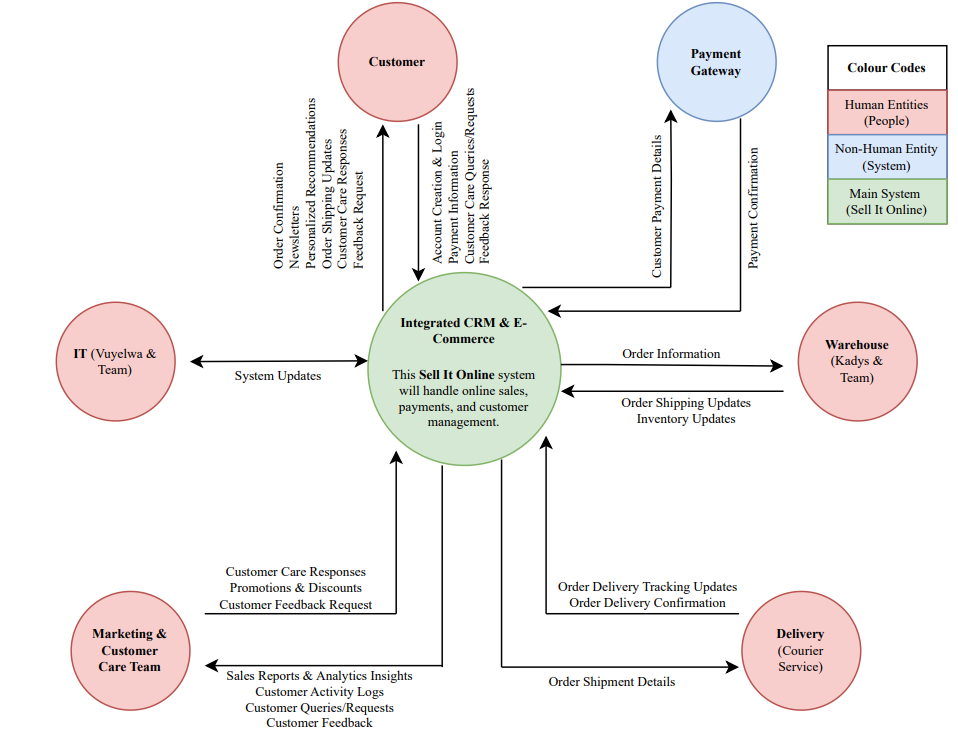 Customer
Payment
Gateway
Colour Codes
Human Entities
(People)
Non-Human Entity
(System)
Main System
(Sell It Online)
Order Confirmation
Newsletters
Personalized Recommendations
Order Shipping Updates
Customer Care Responses
Feedback Request
Account Creation & Login
Payment Information
Customer Care Queries/Requests
Feedback Response
Customer Payment Details
Payment Confirmation
Integrated CRM & E-
Commerce
This Sell It Online system
will handle online sales,
payments, and customer
management.
IT (Vuyelwa &
Team)
System Updates
Order Information
Order Shipping Updates
Inventory Updates
Warehouse
(Kadys &
Team)
Customer Care Responses
Promotions & Discounts
Customer Feedback Request
Order Delivery Tracking Updates
Order Delivery Confirmation
Marketing &
Customer
Care Team
Sales Reports & Analytics Insights
Customer Activity Logs
Customer Queries/Requests
Customer Feedback
Order Shipment Details
Delivery
(Courier
Service)